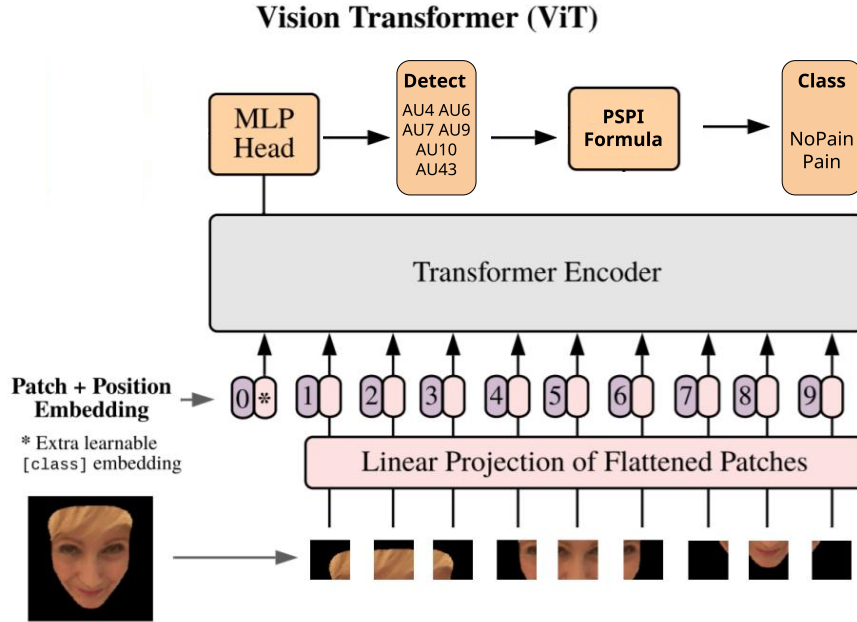 Vision Transformer (ViT)
MLP
Head
Detect
AU4 AU6
AU7 AU9
AU10
AU43
PSPI
Formula
Class
NoPain
Pain
Transformer Encoder
Patch + Position
Embedding
0 * 1 2 3 4 5 6 7 8 9
* Extra learnable
[class] embedding
Linear Projection of Flattened Patches